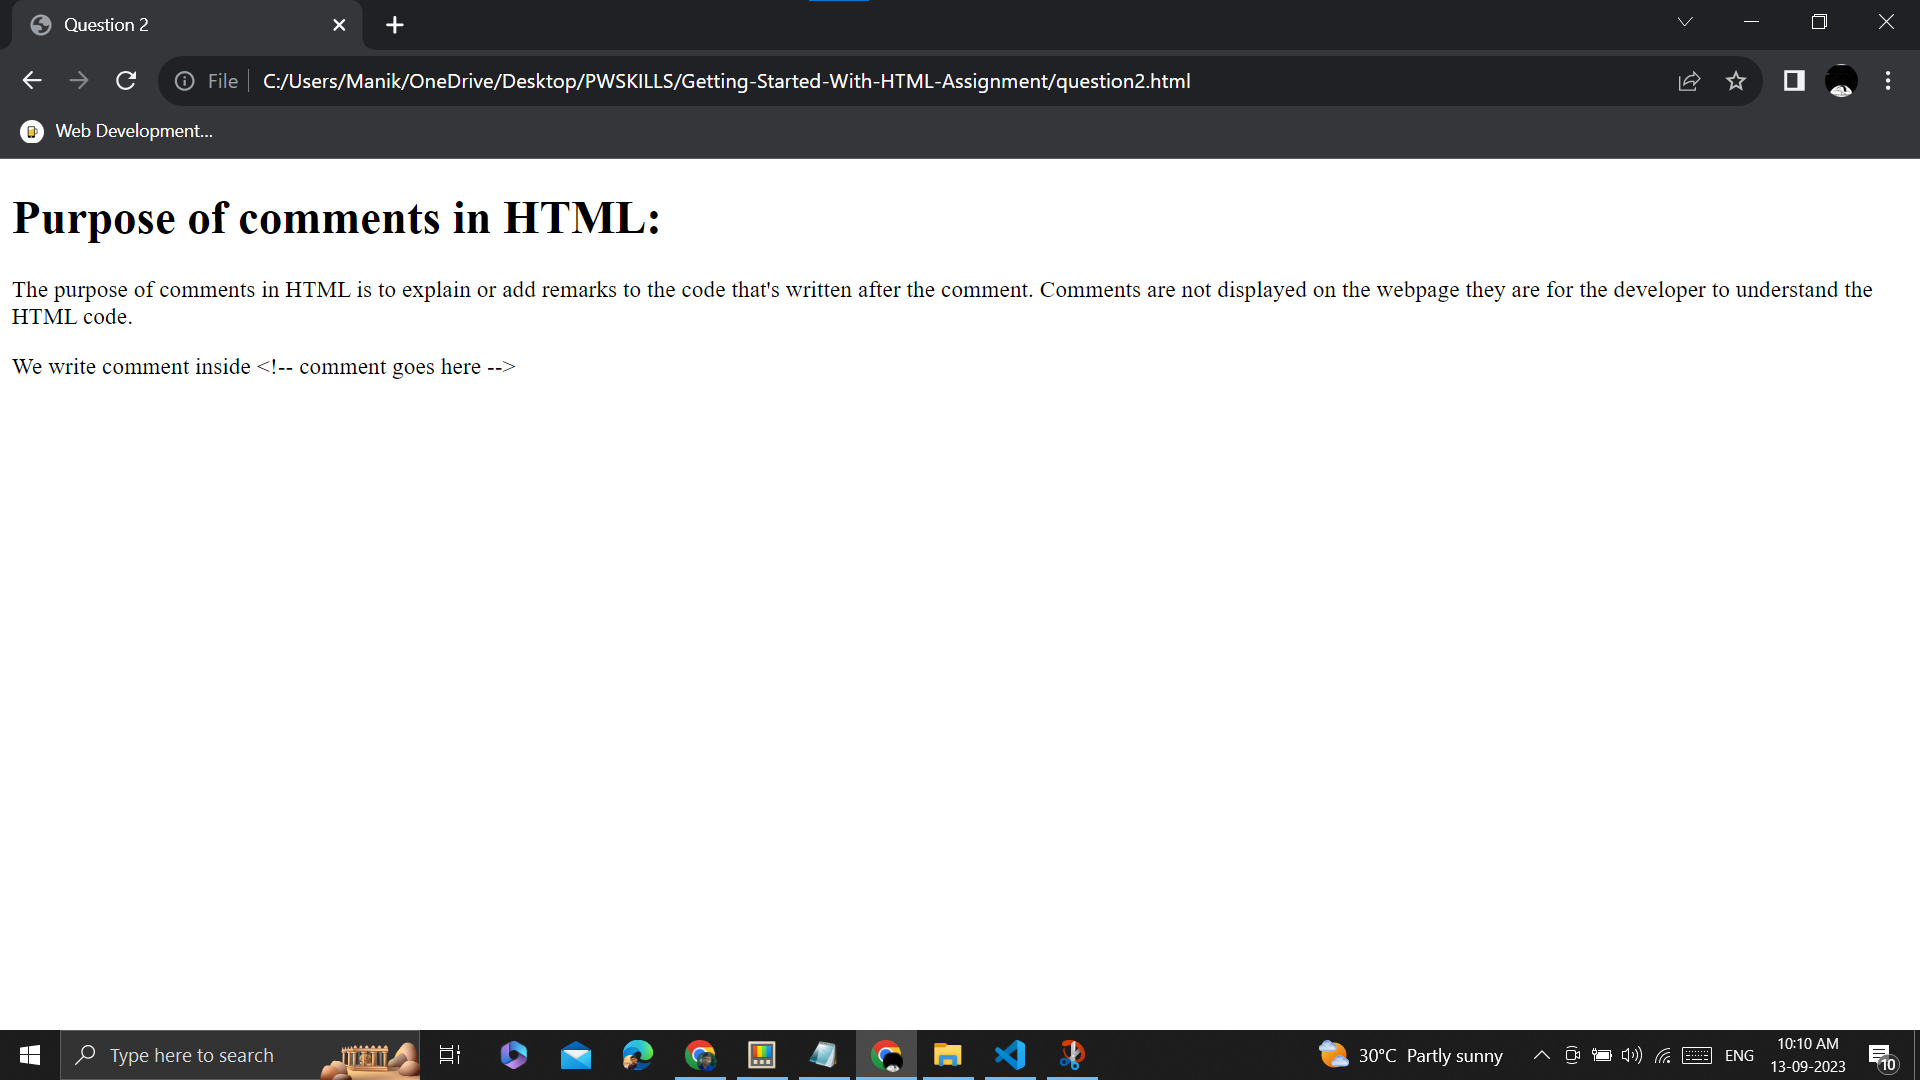 Question 2
File
C:/Users/Manik/OneDrive/Desktop/PWSKILLS/Getting-Started-With-HTML-Assignment/question2.html
Web Development...
Purpose of comments in HTML:
The purpose of comments in HTML is to explain or add remarks to the code that's written after the comment. Comments are not displayed on the webpage they are for the developer to understand the
HTML code.
We write comment inside <!-- comment goes here -->
Type here to search
30°C Partly sunny
ENG
10:10 AM
13-09-2023
10